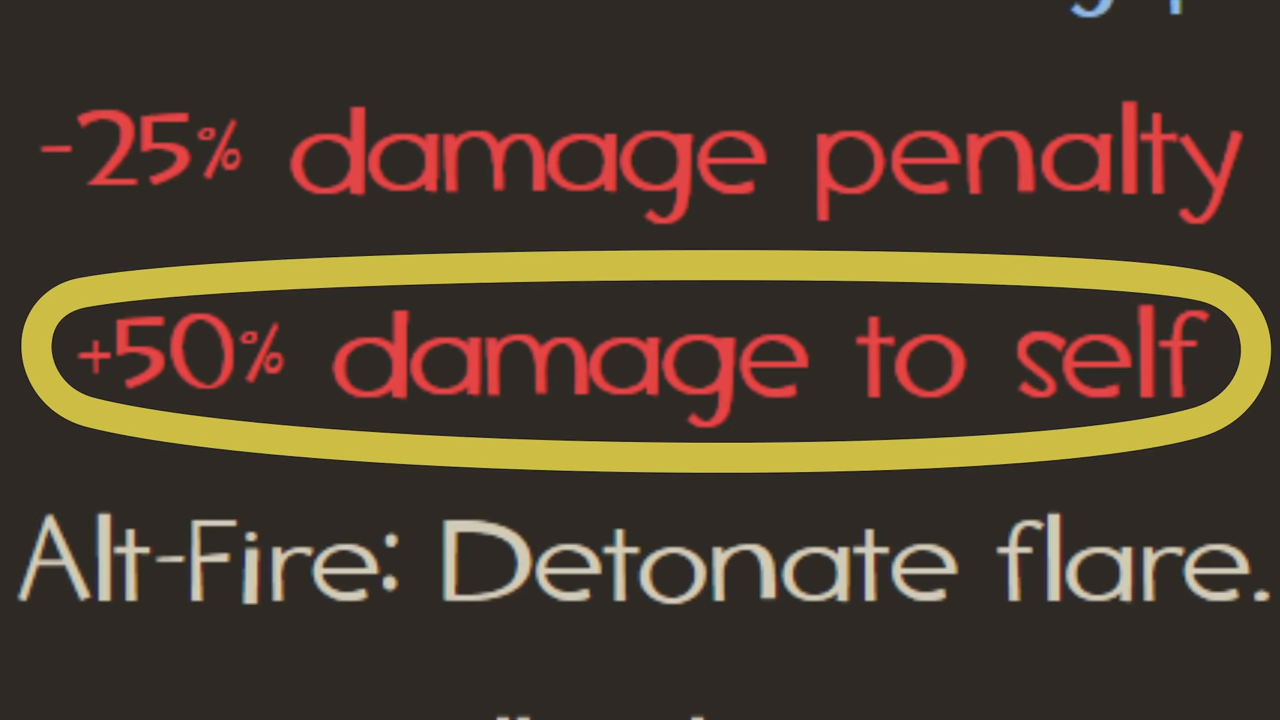 -25% damage penalty
+50% damage to self
Alt-Fire: Detonate flare.